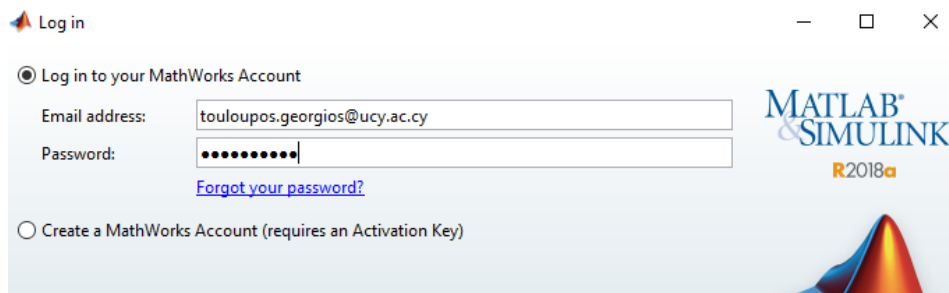 Log in
Log in to your MathWorks Account
Email address: touloupos.georgios@ucy.ac.cy
Password: ••••••••••
Forgot your password?
Create a MathWorks Account (requires an Activation Key)
MATLAB®
&SIMULINK
R2018a